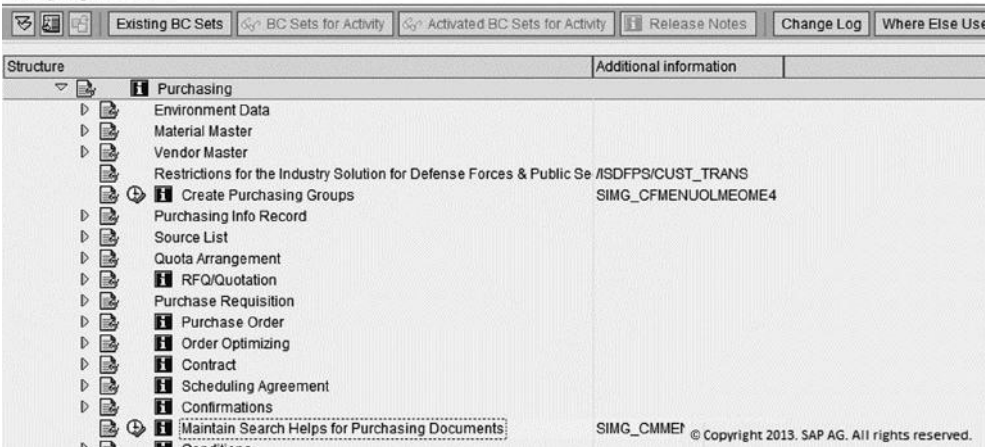 Existing BC Sets BC Sets for Activity Activated BC Sets for Activity Release Notes Change Log Where Else Use
Structure Additional information
Purchasing
Environment Data
Material Master
Vendor Master
Restrictions for the Industry Solution for Defense Forces & Public Se /ISDFPS/CUST_TRANS
Create Purchasing Groups SIMG_CFMENUOLMEOME4
Purchasing Info Record
Source List
Quota Arrangement
RFQ/Quotation
Purchase Requisition
Purchase Order
Order Optimizing
Contract
Scheduling Agreement
Confirmations
Maintain Search Helps for Purchasing Documents SIMG_CMMEN © Copyright 2013. SAP AG. All rights reserved.